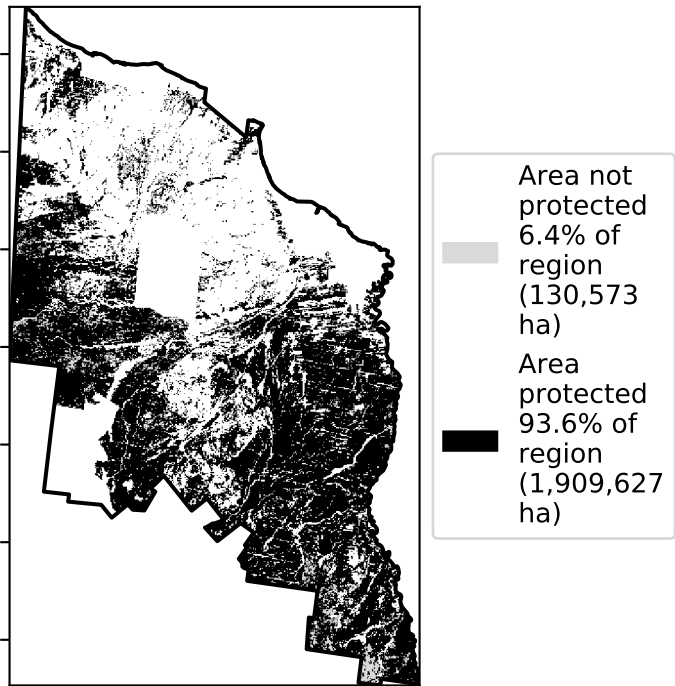 Area not
protected
6.4% of
region
(130,573
ha)
Area
protected
93.6% of
region
(1,909,627
ha)